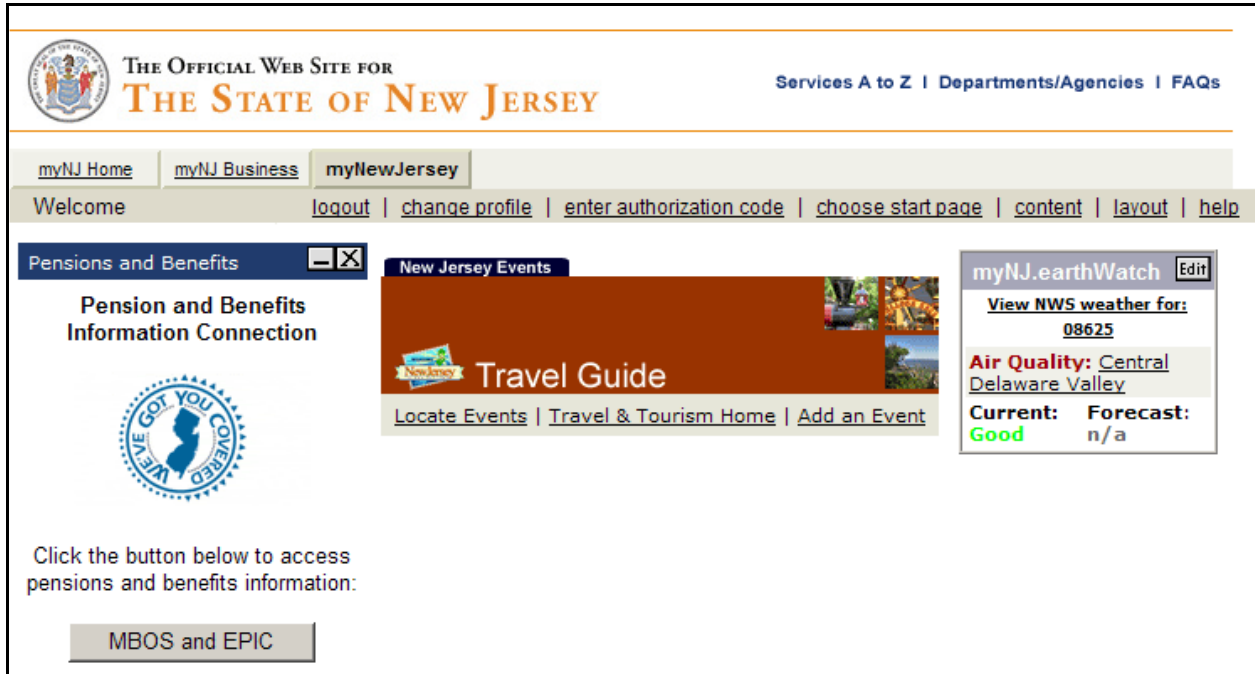 The Official Web Site for
The State of New Jersey
Services A to Z | Departments/Agencies | FAQs
myNJ Home myNJ Business myNewJersey
Welcome logout | change profile | enter authorization code | choose start page | content | layout | help
Pensions and Benefits
Pension and Benefits
Information Connection
WE'VE GOT YOU COVERED
Click the button below to access
pensions and benefits information:
MBOS and EPIC
New Jersey Events
New Jersey
Travel Guide
Locate Events | Travel & Tourism Home | Add an Event
myNJ.earthWatch Edit
View NWS weather for:
08625
Air Quality: Central
Delaware Valley
Current: Forecast:
Good n/a